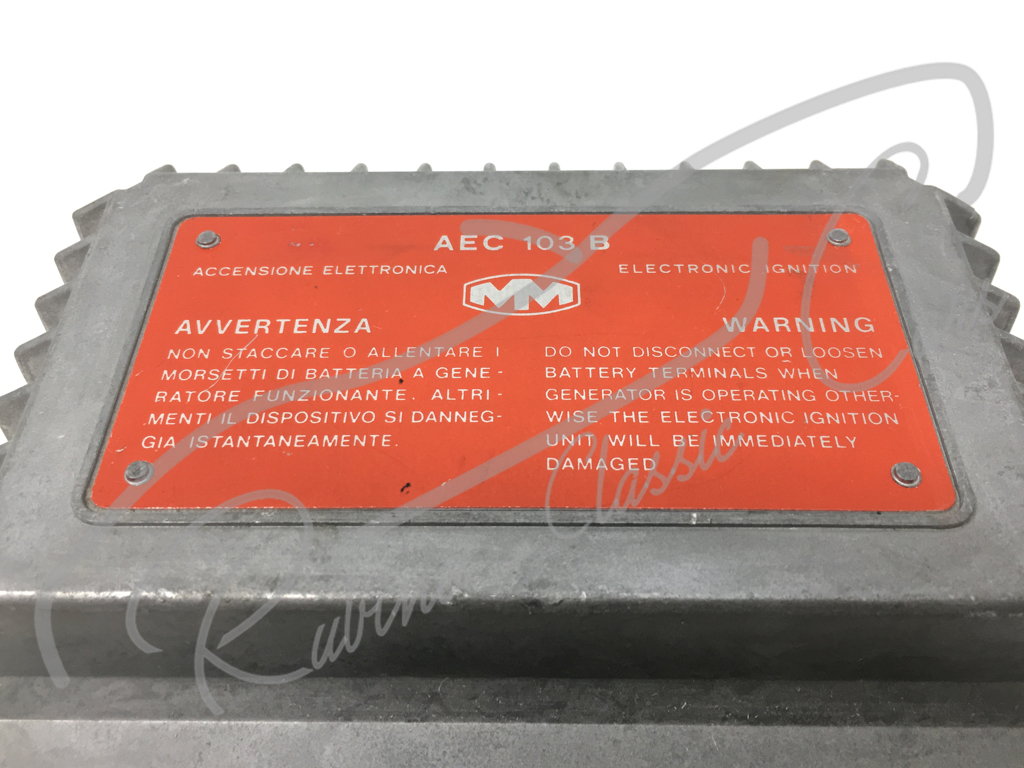 AEC 103 B
ACCENSIONE ELETTRONICA
ELECTRONIC IGNITION
MM
AVVERTENZA
NON STACCARE O ALLENTARE I
MORSETTI DI BATTERIA A GENE-
RATORE FUNZIONANTE. ALTRI-
MENTI IL DISPOSITIVO SI DANNEG-
GIA ISTANTANEAMENTE.
WARNING
DO NOT DISCONNECT OR LOOSEN
BATTERY TERMINALS WHEN
GENERATOR IS OPERATING OTHER-
WISE THE ELECTRONIC IGNITION
UNIT WILL BE IMMEDIATELY
DAMAGED
Classic